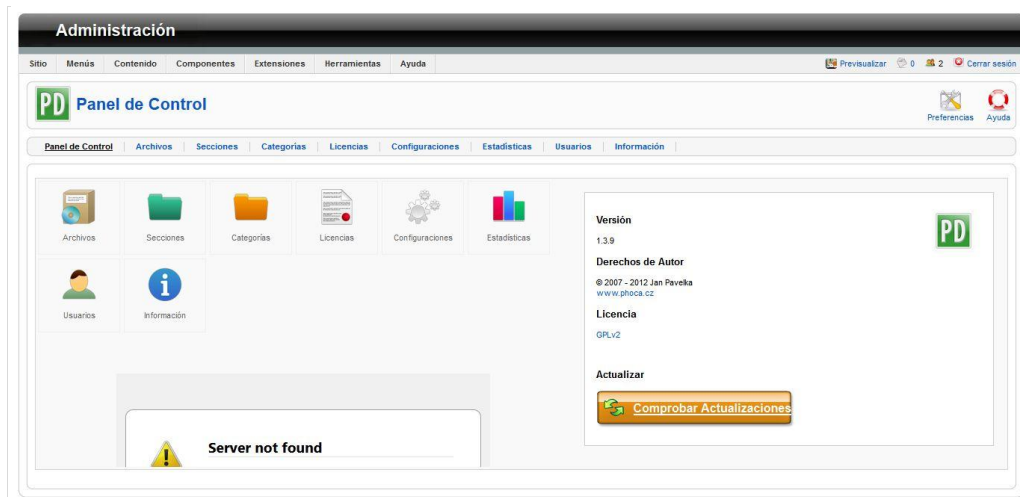 Administración
Sitio Menús Contenido Componentes Extensiones Herramientas Ayuda Previsualizar 0 2 Cerrar sesión
PD Panel de Control
Preferencias Ayuda
Panel de Control Archivos Secciones Categorías Licencias Configuraciones Estadísticas Usuarios Información
Archivos Secciones Categorías Licencias Configuraciones Estadísticas
Usuarios Información
Server not found
Versión
PD
1.3.9
Derechos de Autor
© 2007 - 2012 Jan Pavelka
www.phoca.cz
Licencia
GPLv2
Actualizar
Comprobar Actualizaciones